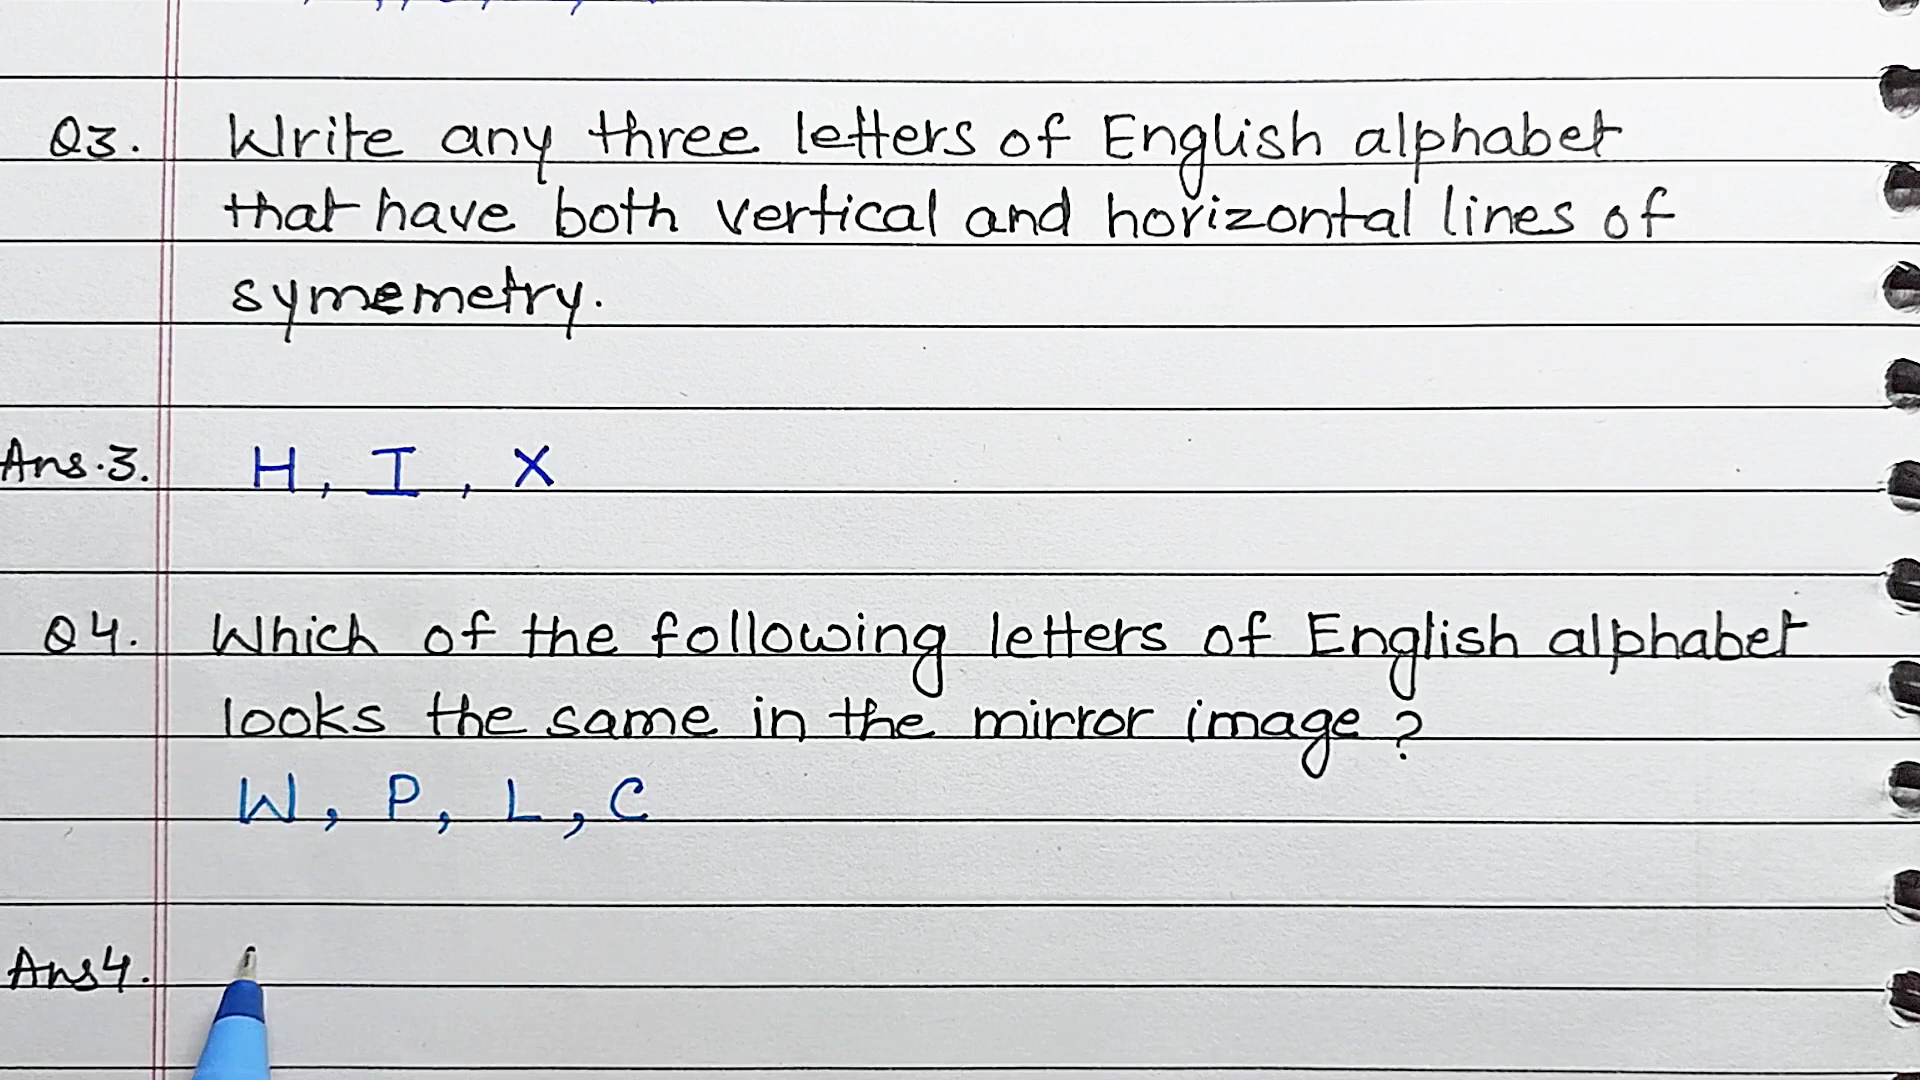 Q3. Write any three letters of English alphabet
that have both vertical and horizontal lines of
symemetry.
Ans.3. H, I, X
Q4. Which of the following letters of English alphabet
looks the same in the mirror image?
W, P, L, C
Ans4.